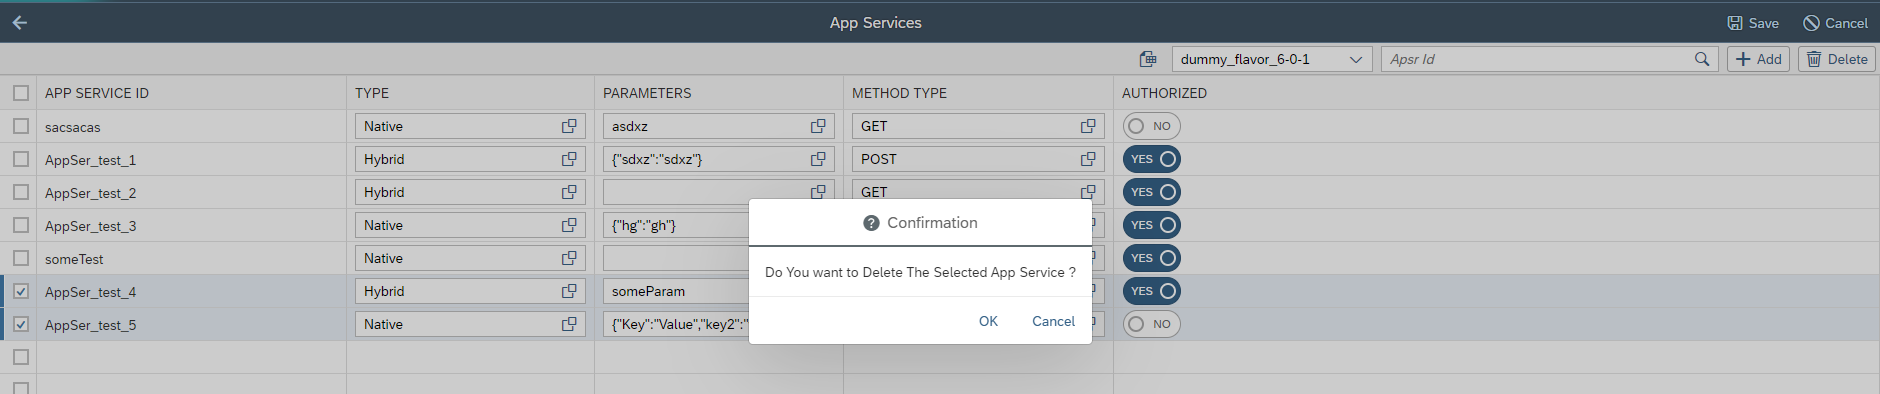 App Services
Save
Cancel
dummy_flavor_6-0-1
Apsr Id
Add
Delete
APP SERVICE ID TYPE PARAMETERS METHOD TYPE AUTHORIZED
sacsacas Native asdxz GET NO
AppSer_test_1 Hybrid {"sdxz":"sdxz"} POST YES
AppSer_test_2 Hybrid GET YES
AppSer_test_3 Native {"hg":"gh"} YES
someTest Native YES
AppSer_test_4 Hybrid someParam YES
AppSer_test_5 Native {"Key":"Value","key2":" NO
Confirmation
Do You want to Delete The Selected App Service ?
OK Cancel